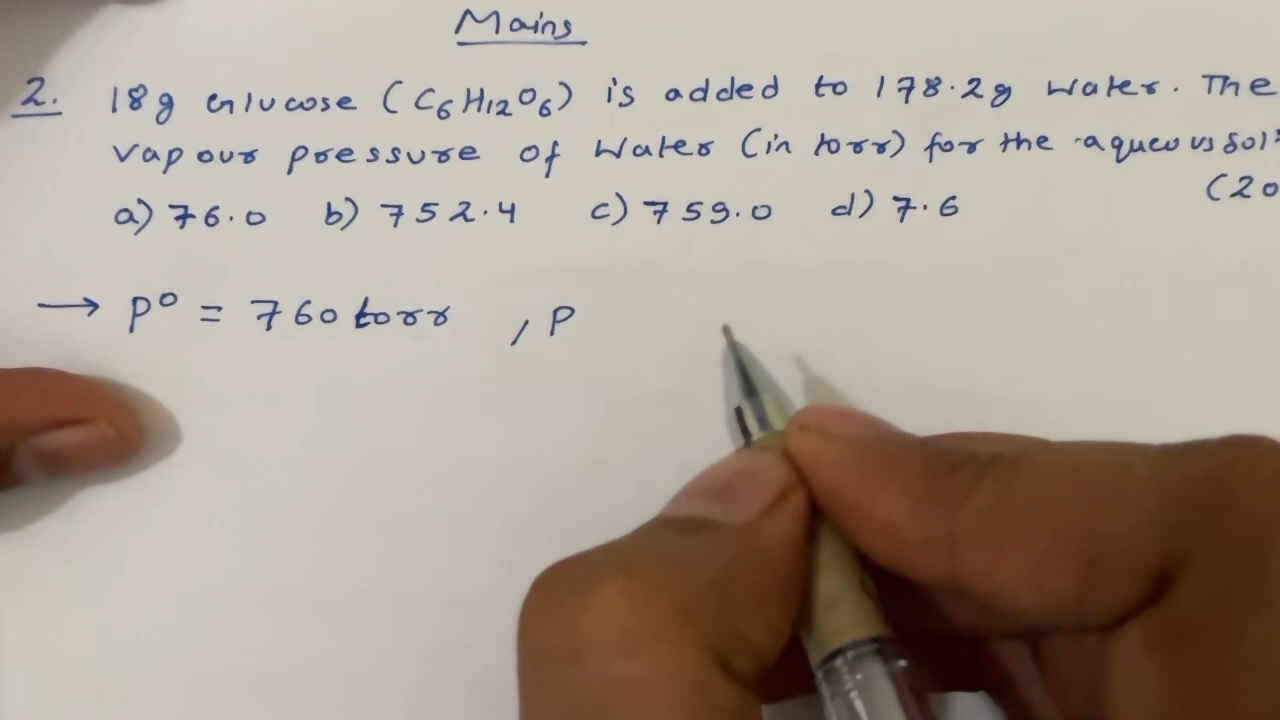 Mains
2. 18g Glucose (C6H12O6) is added to 178.2g water. The
vapour pressure of water (in torr) for the aqueous sol
(20
a) 76.0 b) 752.4 c) 759.0 d) 7.6
→ P° = 760 torr , P